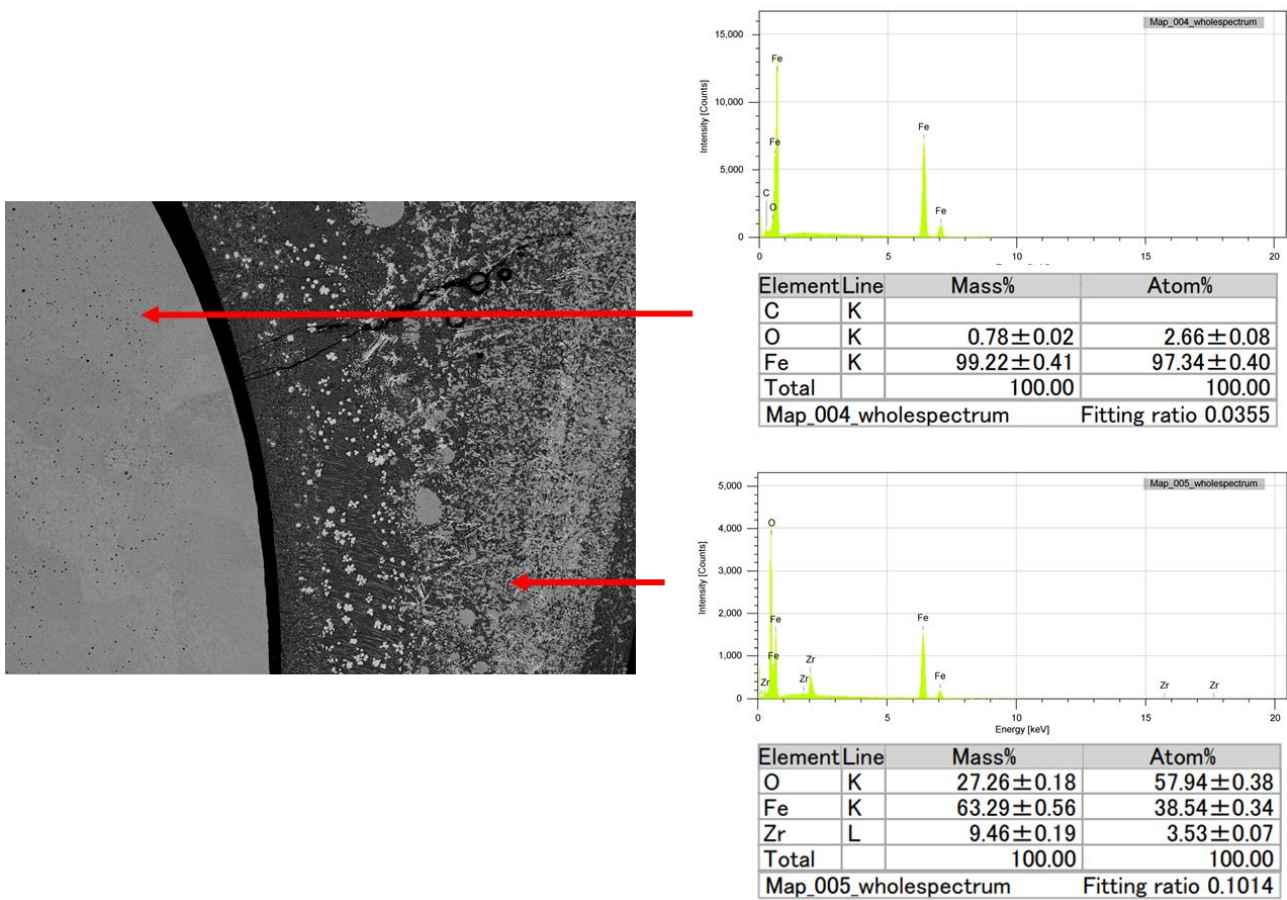 Map_004_wholespectrum
15,000
10,000
5,000
0
Intensity [Counts]
Fe
Fe
C
O
Fe
Fe
0 5 10 15 20
Element Line Mass% Atom%
C K
O K 0.78±0.02 2.66±0.08
Fe K 99.22±0.41 97.34±0.40
Total 100.00 100.00
Map_004_wholespectrum Fitting ratio 0.0355
Map_005_wholespectrum
5,000
4,000
3,000
2,000
1,000
0
Intensity [Counts]
O
Fe
Fe
Zr
Zr
Zr
Fe
Fe
Zr
Zr
0 5 10 15 20
Energy [keV]
Element Line Mass% Atom%
O K 27.26±0.18 57.94±0.38
Fe K 63.29±0.56 38.54±0.34
Zr L 9.46±0.19 3.53±0.07
Total 100.00 100.00
Map_005_wholespectrum Fitting ratio 0.1014